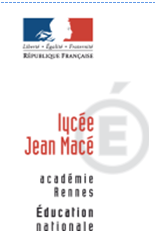 Liberté • Égalité • Fraternité
RÉPUBLIQUE FRANÇAISE
lycée
Jean Macé
É
académie
Rennes
Éducation
nationale